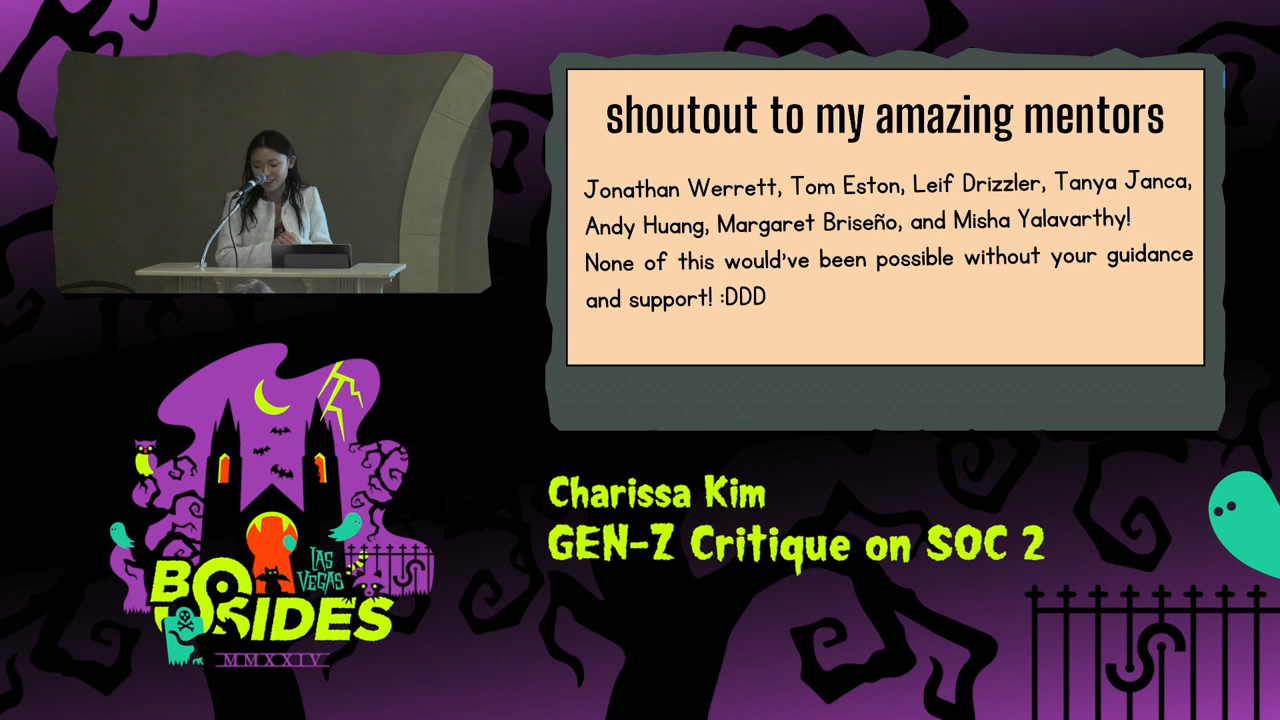 shoutout to my amazing mentors
Jonathan Werrett, Tom Eston, Leif Drizzler, Tanya Janca,
Andy Huang, Margaret Briseño, and Misha Yalavarthy!
None of this would've been possible without your guidance
and support! :DDD
Charissa Kim
GEN-Z Critique on SOC 2
LAS
VEGAS
BSIDES
MMXXIV